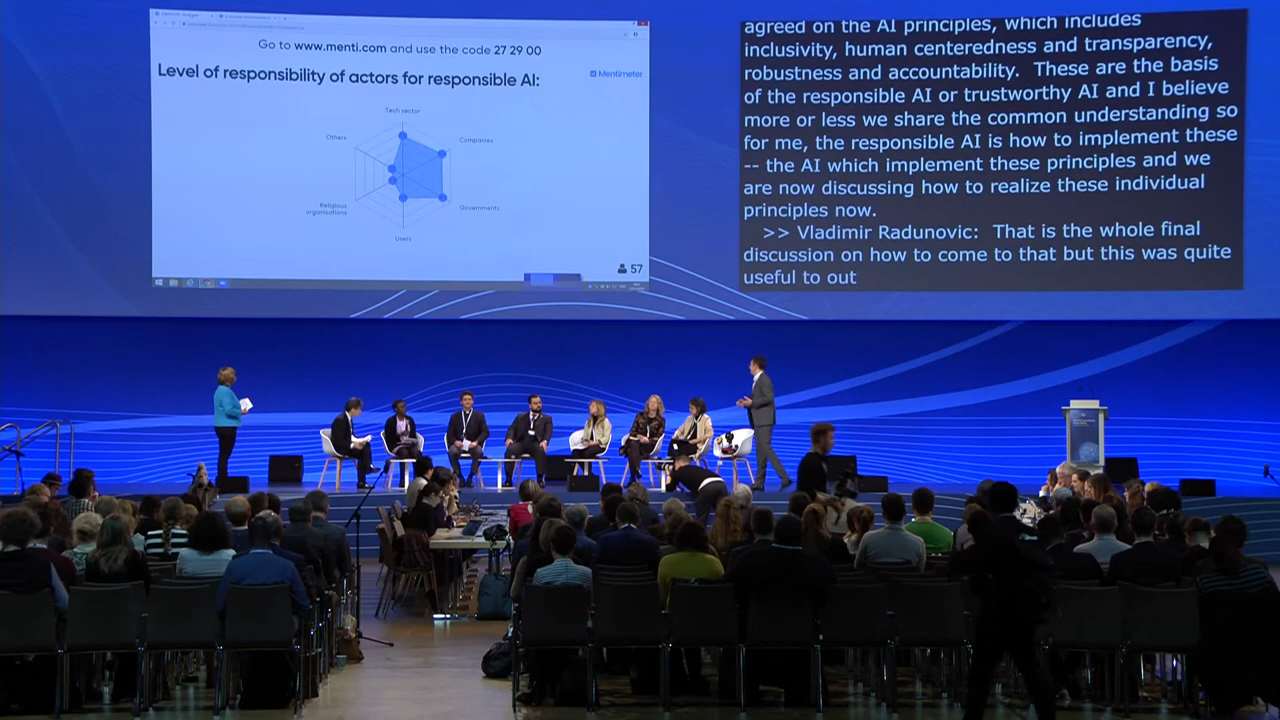 Go to www.menti.com and use the code 27 29 00
Level of responsibility of actors for responsible AI:
Mentimeter
Tech sector
Others
Companies
Religious
organisations
Governments
Users
57
agreed on the AI principles, which includes
inclusivity, human centeredness and transparency,
robustness and accountability.  These are the basis
of the responsible AI or trustworthy AI and I believe
more or less we share the common understanding so
for me, the responsible AI is how to implement these
-- the AI which implement these principles and we
are now discussing how to realize these individual
principles now.
>> Vladimir Radunovic:  That is the whole final
discussion on how to come to that but this was quite
useful to out